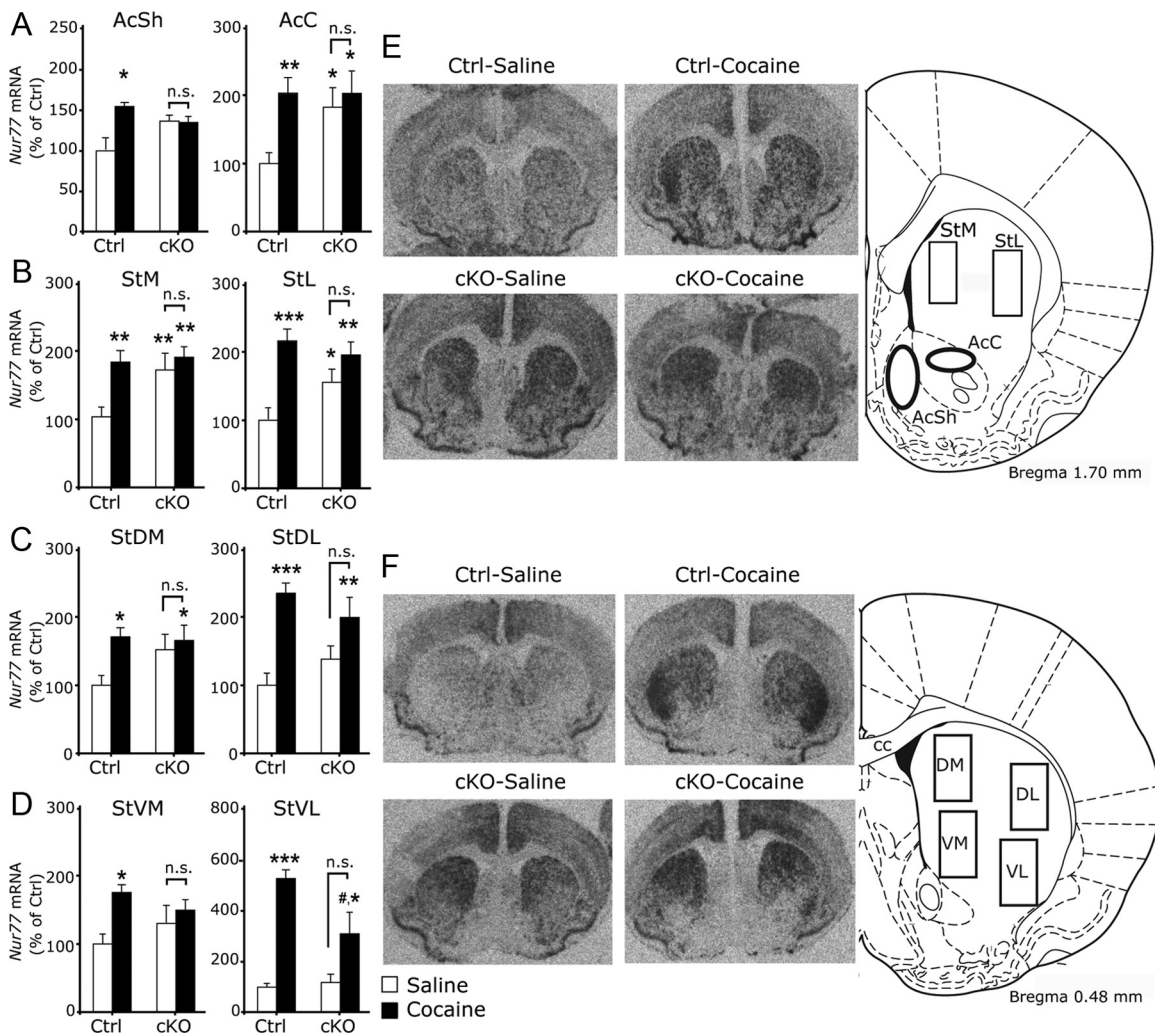 A
AcSh
AcC
Nur77 mRNA
(% of Ctrl)
250
200
150
100
50
0
*
n.s.
Ctrl
cKO
300
200
100
0
**
*
n.s.
*
Ctrl
cKO
B
StM
StL
Nur77 mRNA
(% of Ctrl)
300
200
100
0
**
**
n.s.
**
Ctrl
cKO
300
200
100
0
***
*
n.s.
**
Ctrl
cKO
C
StDM
StDL
Nur77 mRNA
(% of Ctrl)
300
200
100
0
*
n.s.
*
Ctrl
cKO
300
200
100
0
***
n.s.
**
Ctrl
cKO
D
StVM
StVL
Nur77 mRNA
(% of Ctrl)
300
200
100
0
*
n.s.
Ctrl
cKO
800
600
400
200
0
***
n.s.
#,*
Ctrl
cKO
Saline
Cocaine
E
Ctrl-Saline
Ctrl-Cocaine
cKO-Saline
cKO-Cocaine
StM
StL
AcC
AcSh
Bregma 1.70 mm
F
Ctrl-Saline
Ctrl-Cocaine
cKO-Saline
cKO-Cocaine
cc
DM
DL
VM
VL
Bregma 0.48 mm